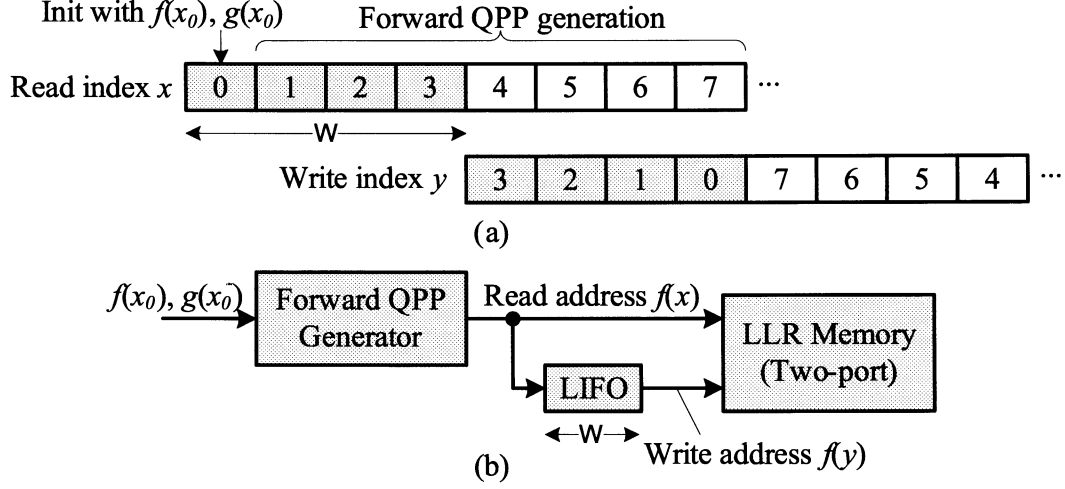 Init with f(x0), g(x0)
Forward QPP generation
Read index x 0 1 2 3 4 5 6 7 ...
W
Write index y 3 2 1 0 7 6 5 4 ...
(a)
f(x0), g(x0)
Forward QPP
Generator
Read address f(x)
LLR Memory
(Two-port)
LIFO
W
Write address f(y)
(b)